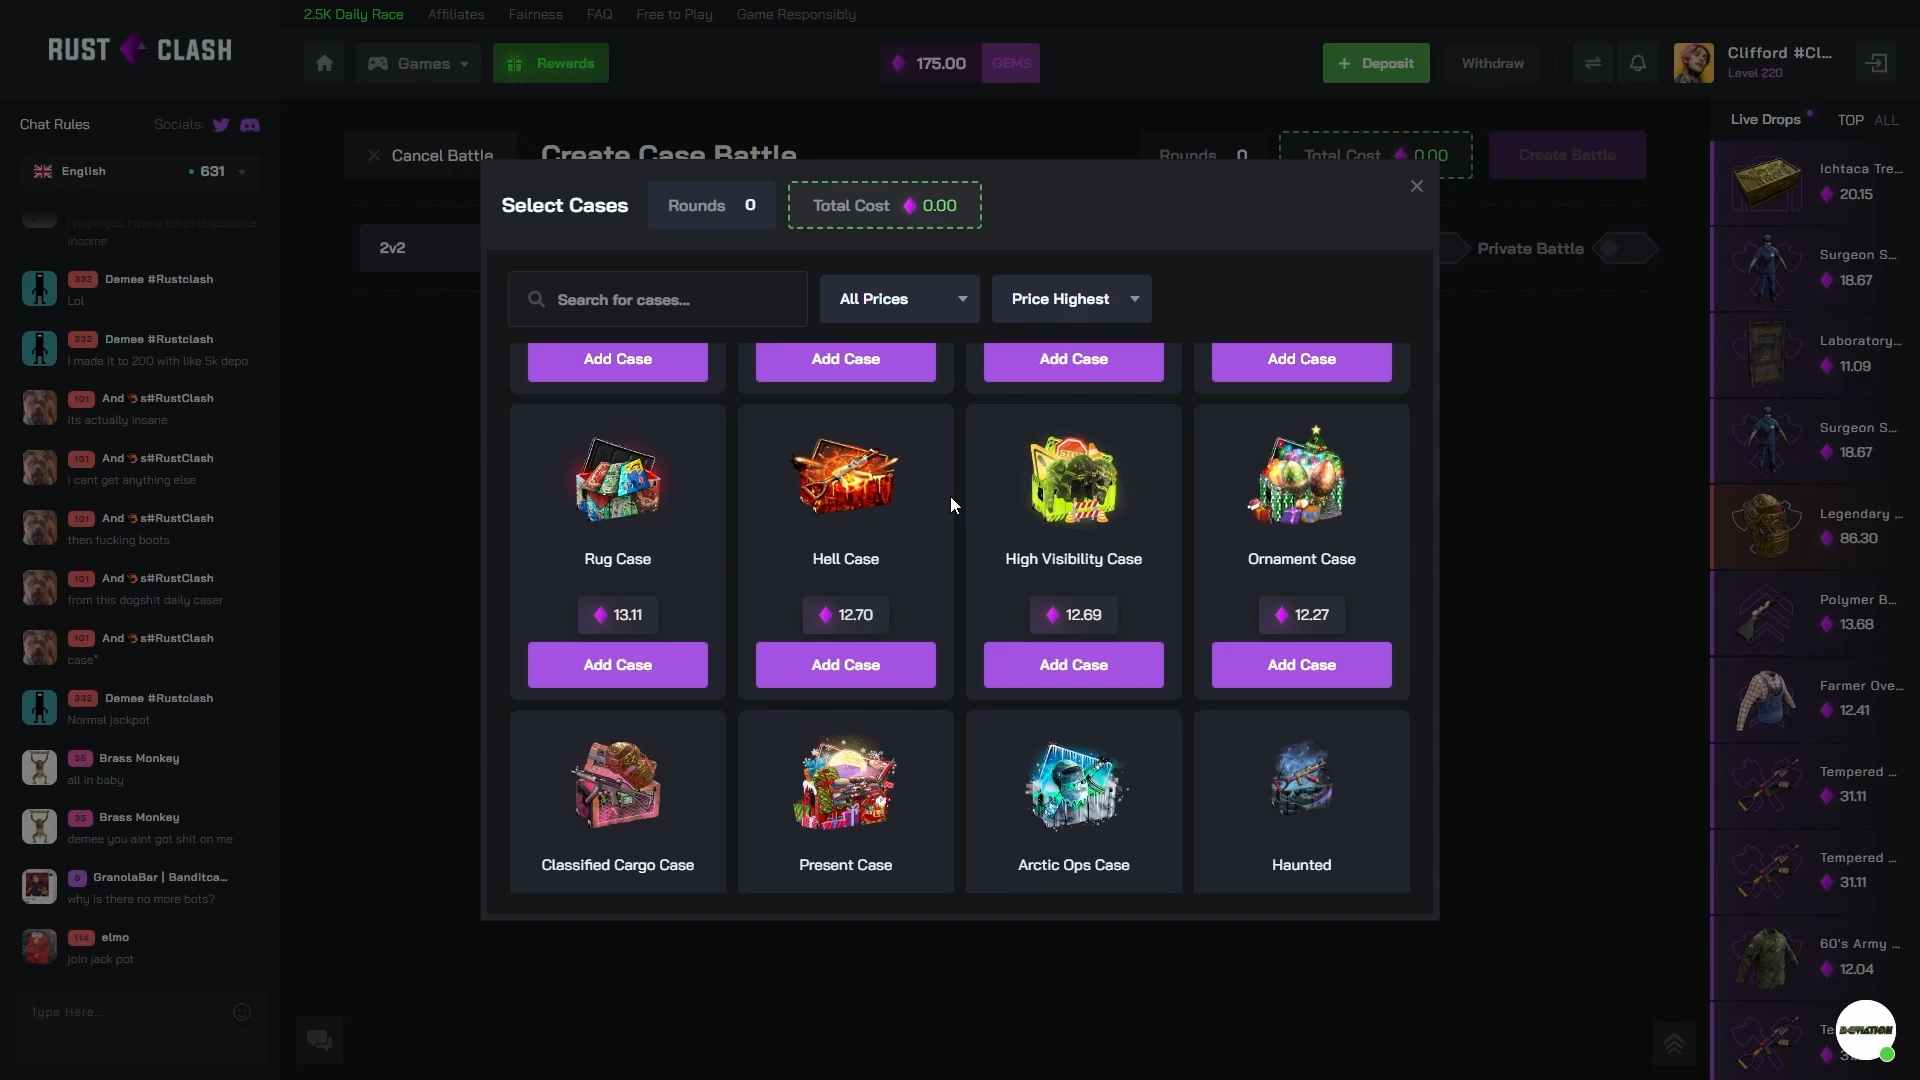 2.5K Daily Race Affiliates Fairness FAQ Free to Play Game Responsibly
RUST CLASH
Games
Rewards
175.00 GEMS
Deposit
Withdraw
Clifford #Cl...
Level 220
Chat Rules
Socials:
English
631
I hope you have a lot of disposable
income
332 Demee #Rustclash
Lol
332 Demee #Rustclash
I made it to 200 with like 5k depo
101 And s#RustClash
its actually insane
101 And s#RustClash
i cant get anything else
101 And s#RustClash
then fucking boots
101 And s#RustClash
from this dogshit daily caser
101 And s#RustClash
case*
332 Demee #Rustclash
Normal jackpot
35 Brass Monkey
all in baby
35 Brass Monkey
demee you aint got shit on me
8 GranolaBar | Banditca...
why is there no more bots?
114 elmo
join jack pot
Type Here...
Cancel Battle
Create Case Battle
Rounds 0
Total Cost 0.00
Create Battle
2v2
Private Battle
Select Cases
Rounds 0
Total Cost 0.00
Search for cases...
All Prices
Price Highest
Add Case Add Case Add Case Add Case
Rug Case Hell Case High Visibility Case Ornament Case
13.11 12.70 12.69 12.27
Add Case Add Case Add Case Add Case
Classified Cargo Case Present Case Arctic Ops Case Haunted
Live Drops TOP ALL
Ichtaca Tre...
20.15
Surgeon S...
18.67
Laboratory...
11.09
Surgeon S...
18.67
Legendary ...
86.30
Polymer B...
13.68
Farmer Ove...
12.41
Tempered ...
31.11
Tempered ...
31.11
60's Army ...
12.04
Te